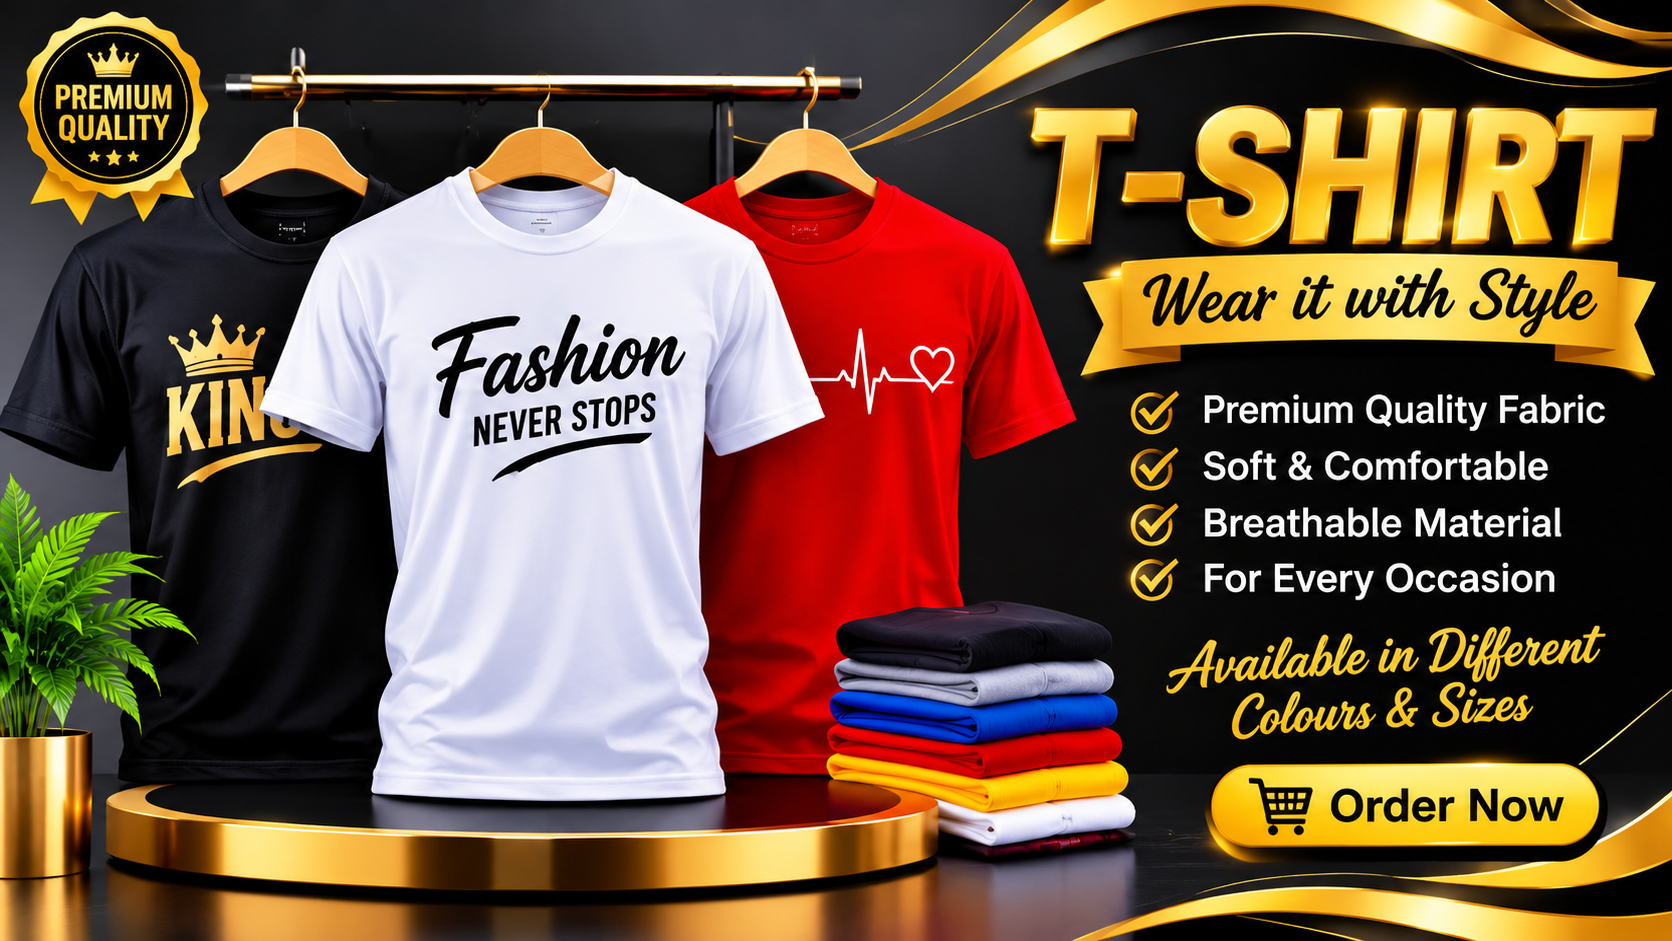 PREMIUM
QUALITY
KING
Fashion
NEVER STOPS
T-SHIRT
Wear it with Style
Premium Quality Fabric
Soft & Comfortable
Breathable Material
For Every Occasion
Available in Different
Colours & Sizes
Order Now